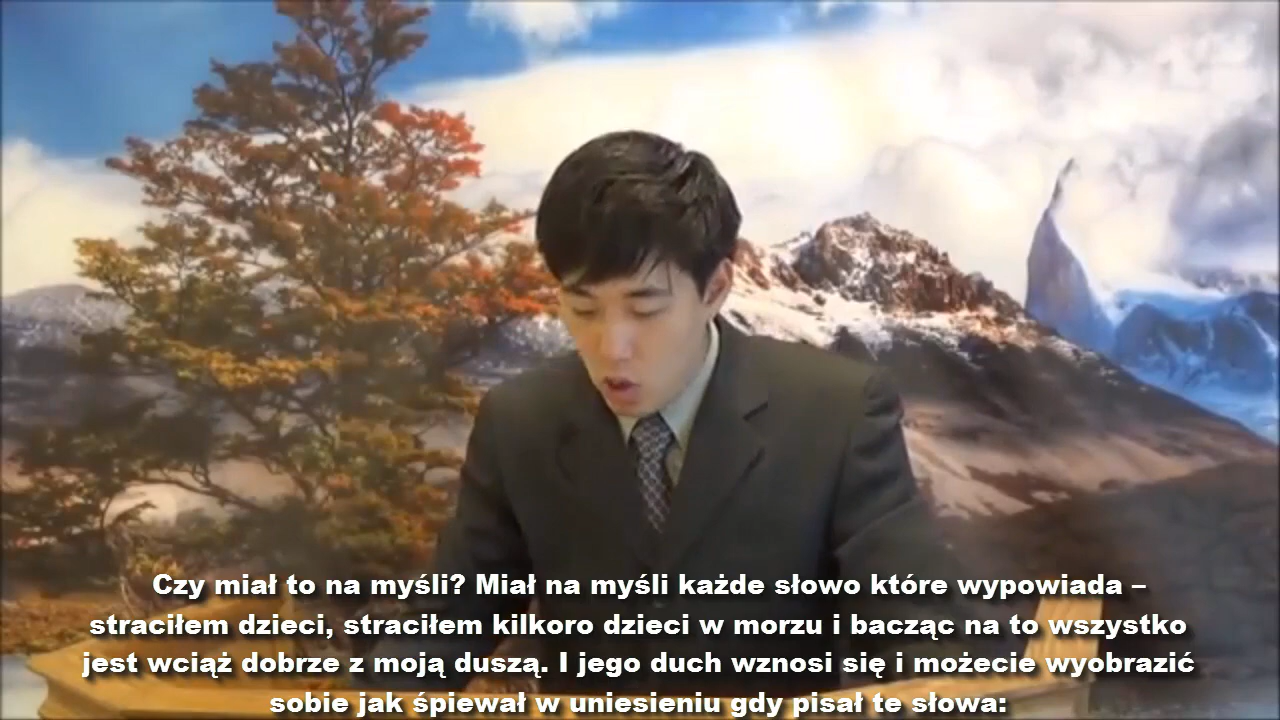 Czy miał to na myśli? Miał na myśli każde słowo które wypowiada –
straciłem dzieci, straciłem kilkoro dzieci w morzu i bacząc na to wszystko
jest wciąż dobrze z moją duszą. I jego duch wznosi się i możecie wyobrazić
sobie jak śpiewał w uniesieniu gdy pisał te słowa: